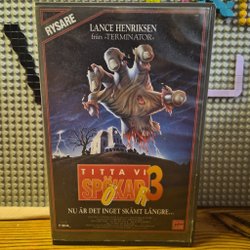 RYSARE
LANCE HENRIKSEN
från »TERMINATOR»
TITTA VI
SPÖKAR 3
NU ÄR DET INGET SKÄMT LÄNGRE...